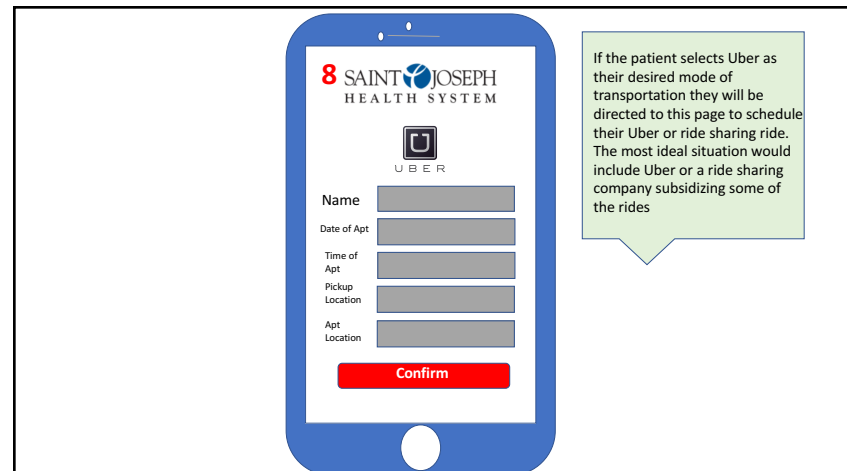 8 SAINT JOSEPH
HEALTH SYSTEM
U
UBER
Name
Date of Apt
Time of
Apt
Pickup
Location
Apt
Location
Confirm
If the patient selects Uber as
their desired mode of
transportation they will be
directed to this page to schedule
their Uber or ride sharing ride.
The most ideal situation would
include Uber or a ride sharing
company subsidizing some of
the rides